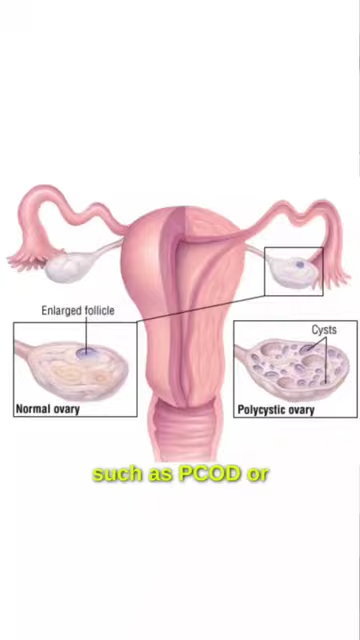 Enlarged follicle
Cysts
Normal ovary
Polycystic ovary
such as PCOD or